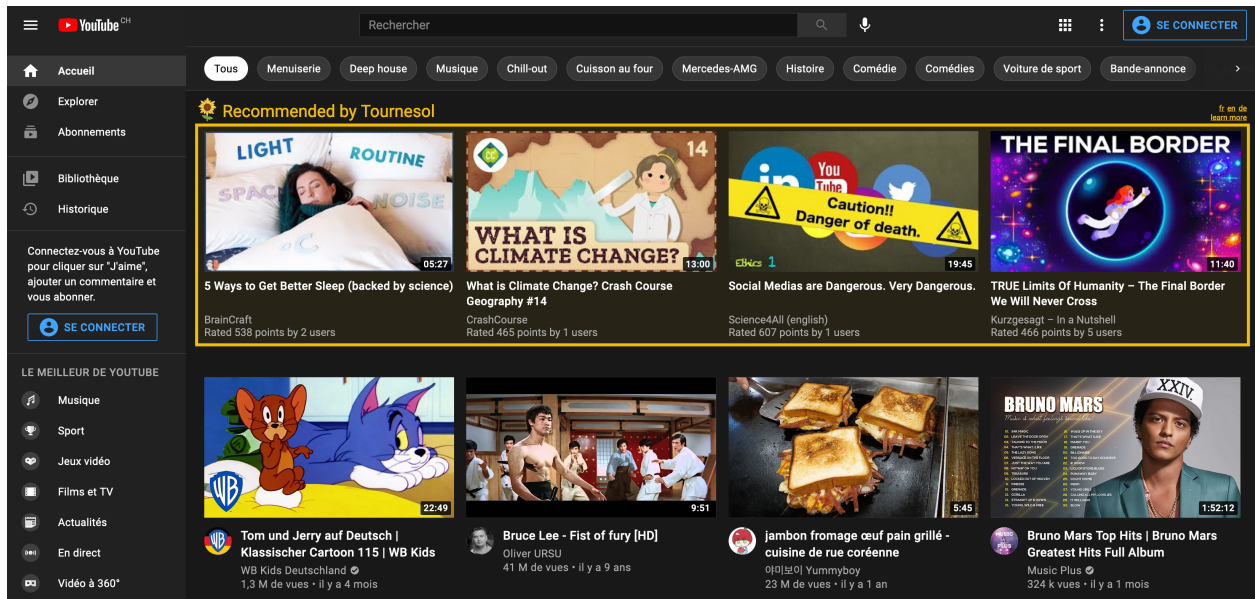 YouTube CH
Rechercher
SE CONNECTER
Accueil
Explorer
Abonnements
Bibliothèque
Historique
Connectez-vous à YouTube
pour cliquer sur "J'aime",
ajouter un commentaire et
vous abonner.
SE CONNECTER
LE MEILLEUR DE YOUTUBE
Musique
Sport
Jeux vidéo
Films et TV
Actualités
En direct
Vidéo à 360°
Tous
Menuiserie
Deep house
Musique
Chill-out
Cuisson au four
Mercedes-AMG
Histoire
Comédie
Comédies
Voiture de sport
Bande-annonce
Recommended by Tournesol
fr en de
learn more
LIGHT
ROUTINE
SPACE
NOISE
05:27
5 Ways to Get Better Sleep (backed by science)
BrainCraft
Rated 538 points by 2 users
CC
14
WHAT IS
CLIMATE CHANGE?
13:00
What is Climate Change? Crash Course
Geography #14
CrashCourse
Rated 465 points by 1 users
in
You
Tube
Caution!!
Danger of death.
Ethics 1
19:45
Social Medias are Dangerous. Very Dangerous.
Science4All (english)
Rated 607 points by 1 users
THE FINAL BORDER
11:40
TRUE Limits Of Humanity – The Final Border
We Will Never Cross
Kurzgesagt – In a Nutshell
Rated 466 points by 5 users
WB
22:49
Tom und Jerry auf Deutsch |
Klassischer Cartoon 115 | WB Kids
WB Kids Deutschland
1,3 M de vues • il y a 4 mois
9:51
Bruce Lee - Fist of fury [HD]
Oliver URSU
41 M de vues • il y a 9 ans
5:45
jambon fromage œuf pain grillé -
cuisine de rue coréenne
야미보이 Yummyboy
23 M de vues • il y a 1 an
BRUNO MARS
XXIV.
1:52:12
MUSIC
PLUS
Bruno Mars Top Hits | Bruno Mars
Greatest Hits Full Album
Music Plus
324 k vues • il y a 1 mois